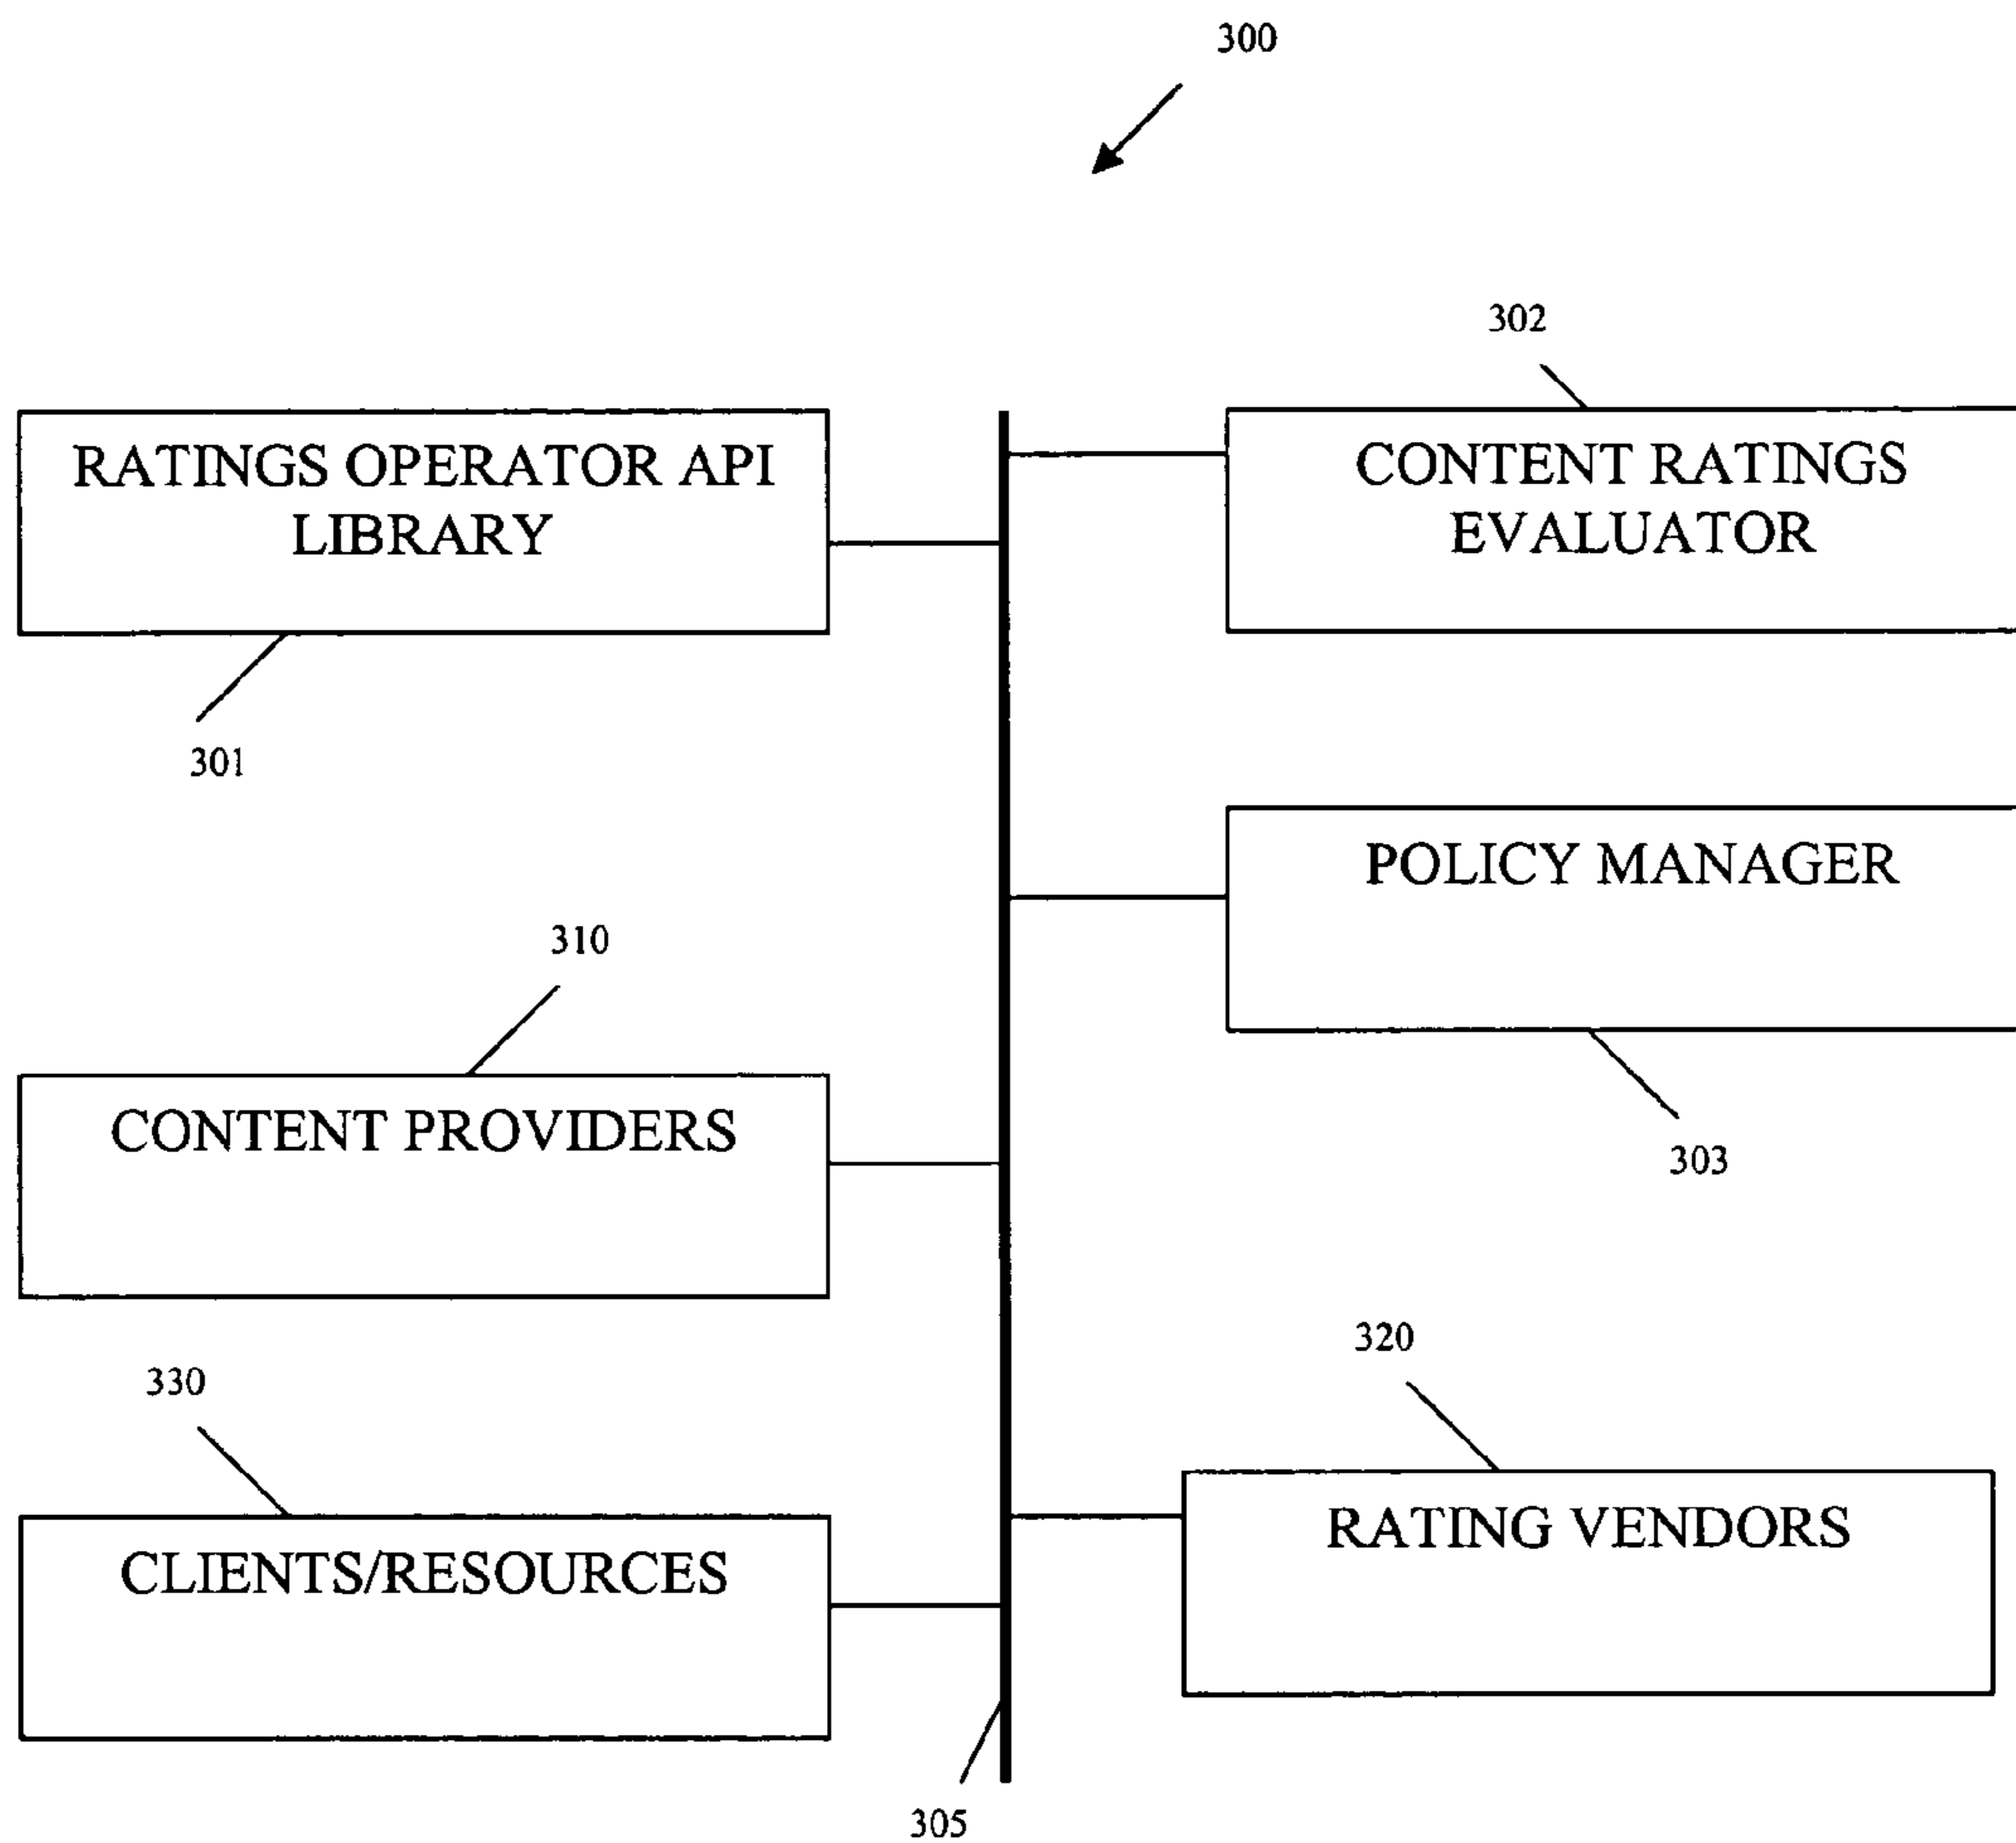 300
302
RATINGS OPERATOR API
LIBRARY
CONTENT RATINGS
EVALUATOR
301
POLICY MANAGER
310
303
CONTENT PROVIDERS
320
330
RATING VENDORS
CLIENTS/RESOURCES
305